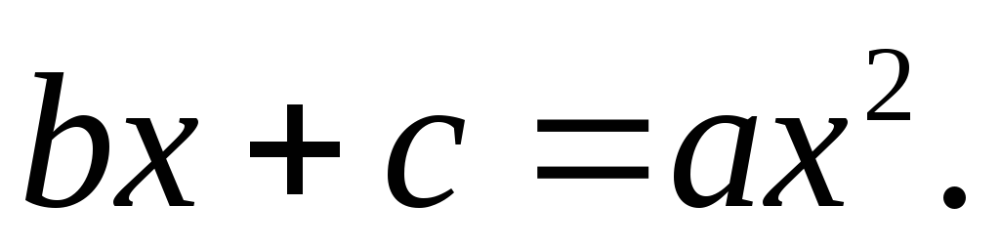 bx + c = ax².